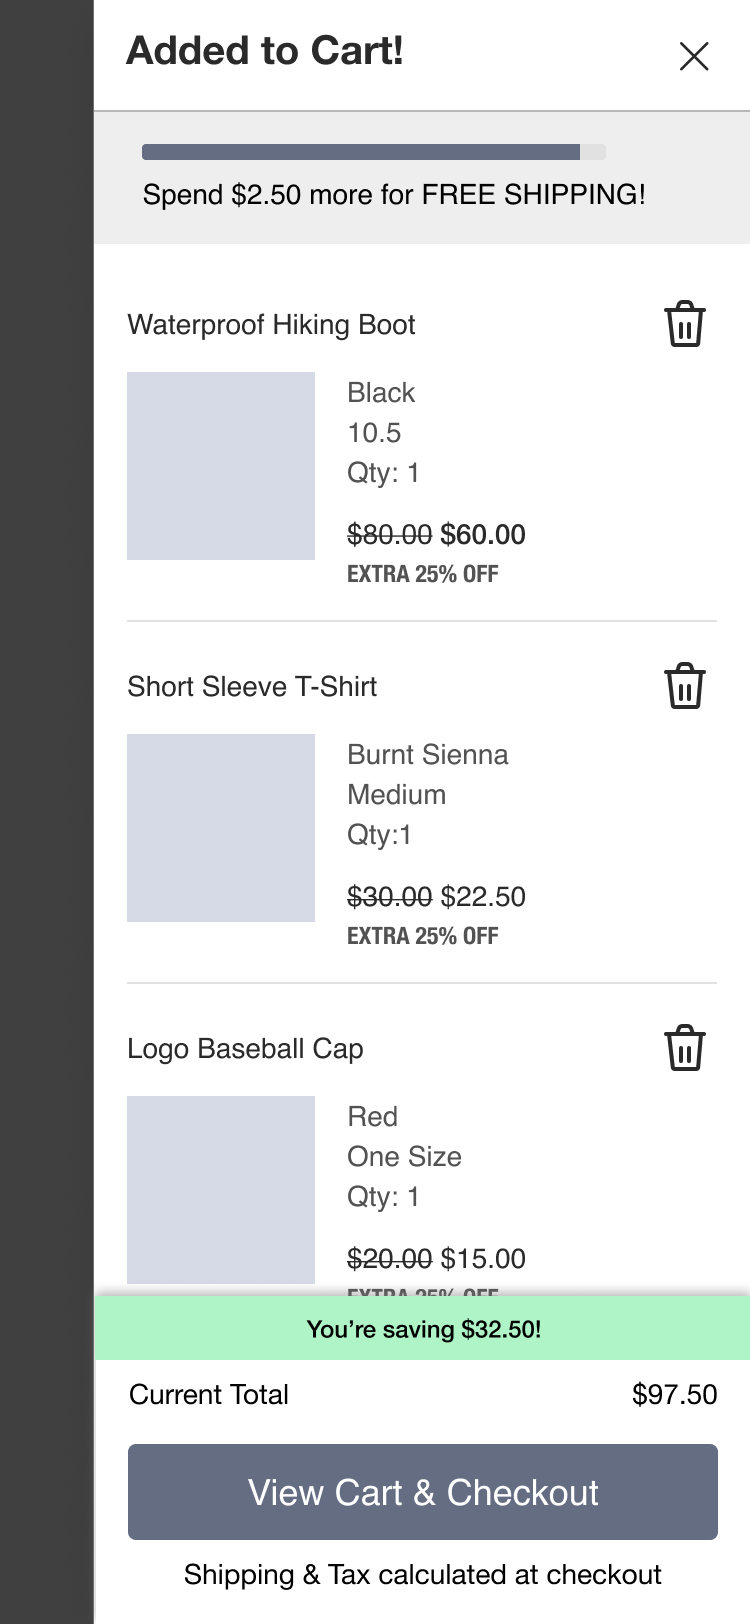 Added to Cart!
Spend $2.50 more for FREE SHIPPING!
Waterproof Hiking Boot
Black
10.5
Qty: 1
$80.00 $60.00
EXTRA 25% OFF
Short Sleeve T-Shirt
Burnt Sienna
Medium
Qty:1
$30.00 $22.50
EXTRA 25% OFF
Logo Baseball Cap
Red
One Size
Qty: 1
$20.00 $15.00
EXTRA 25% OFF
You’re saving $32.50!
Current Total $97.50
View Cart & Checkout
Shipping & Tax calculated at checkout